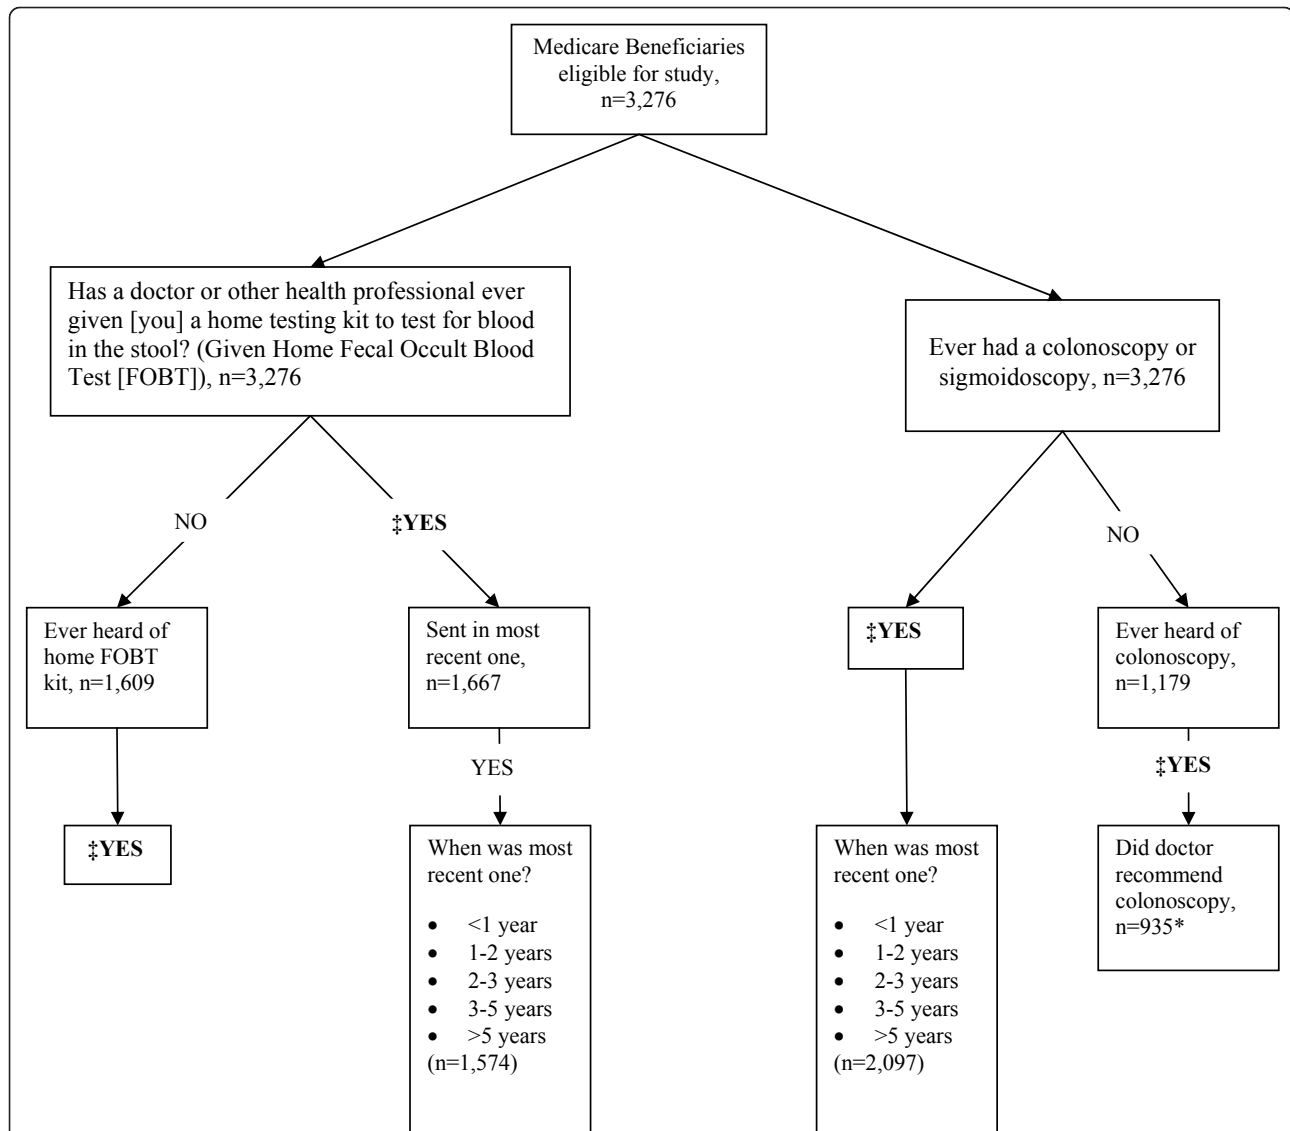 Medicare Beneficiaries
eligible for study,
n=3,276
Has a doctor or other health professional ever
given [you] a home testing kit to test for blood
in the stool? (Given Home Fecal Occult Blood
Test [FOBT]), n=3,276
Ever had a colonoscopy or
sigmoidoscopy, n=3,276
NO
‡YES
NO
Ever heard of
home FOBT
kit, n=1,609
Sent in most
recent one,
n=1,667
‡YES
Ever heard of
colonoscopy,
n=1,179
YES
‡YES
‡YES
When was most
recent one?
• <1 year
• 1-2 years
• 2-3 years
• 3-5 years
• >5 years
(n=1,574)
When was most
recent one?
• <1 year
• 1-2 years
• 2-3 years
• 3-5 years
• >5 years
(n=2,097)
Did doctor
recommend
colonoscopy,
n=935*